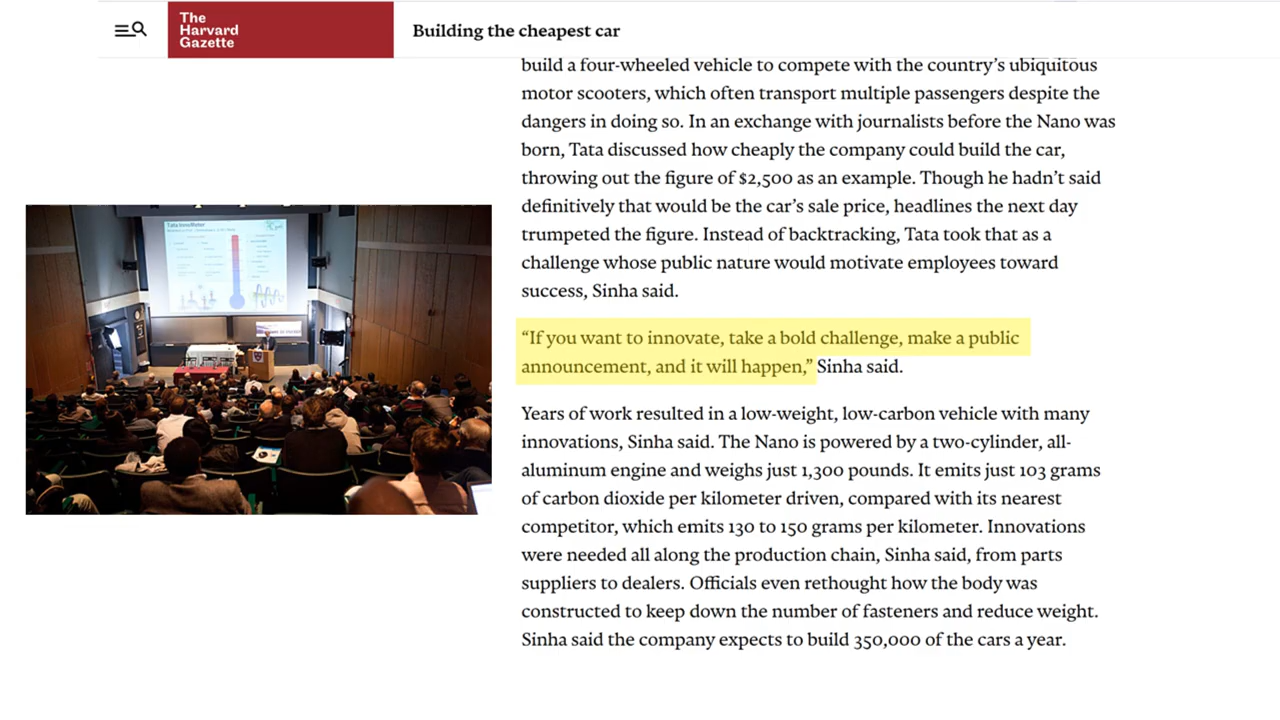 The
Harvard
Gazette
Building the cheapest car
build a four-wheeled vehicle to compete with the country’s ubiquitous
motor scooters, which often transport multiple passengers despite the
dangers in doing so. In an exchange with journalists before the Nano was
born, Tata discussed how cheaply the company could build the car,
throwing out the figure of $2,500 as an example. Though he hadn’t said
definitively that would be the car’s sale price, headlines the next day
trumpeted the figure. Instead of backtracking, Tata took that as a
challenge whose public nature would motivate employees toward
success, Sinha said.
“If you want to innovate, take a bold challenge, make a public
announcement, and it will happen,” Sinha said.
Years of work resulted in a low-weight, low-carbon vehicle with many
innovations, Sinha said. The Nano is powered by a two-cylinder, all-
aluminum engine and weighs just 1,300 pounds. It emits just 103 grams
of carbon dioxide per kilometer driven, compared with its nearest
competitor, which emits 130 to 150 grams per kilometer. Innovations
were needed all along the production chain, Sinha said, from parts
suppliers to dealers. Officials even rethought how the body was
constructed to keep down the number of fasteners and reduce weight.
Sinha said the company expects to build 350,000 of the cars a year.